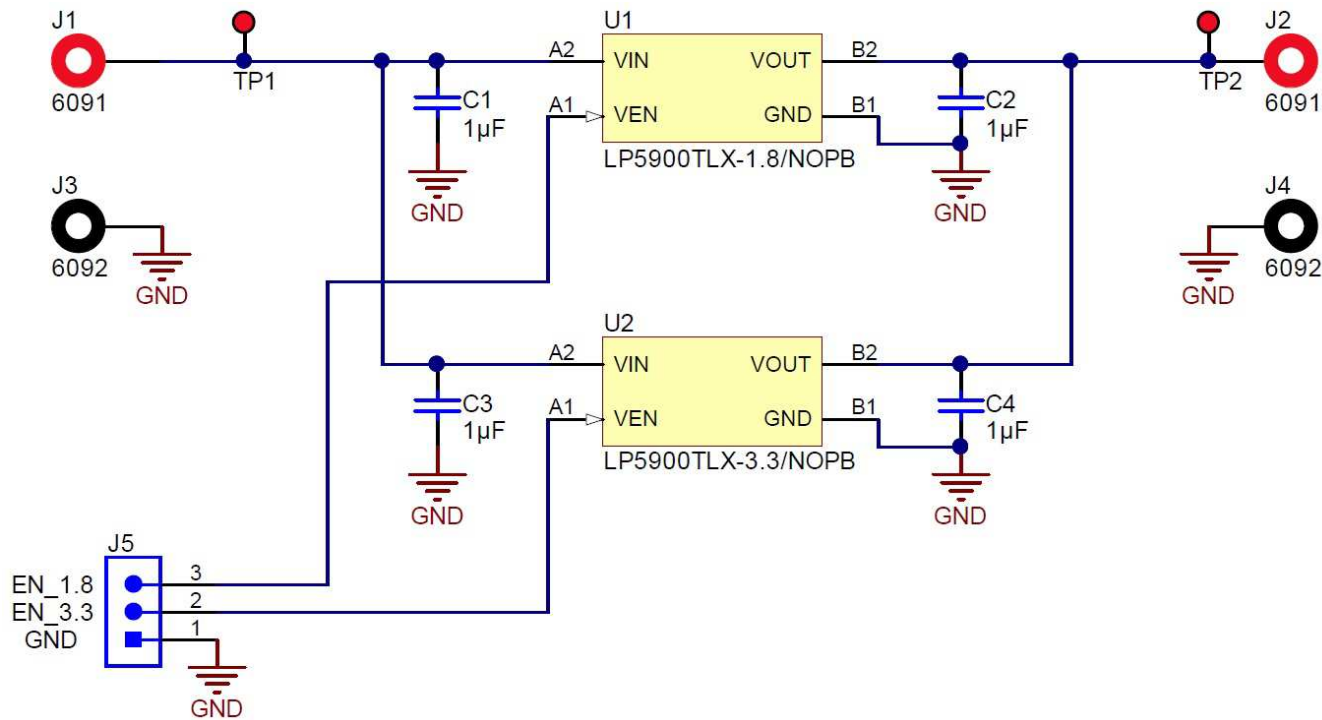 J1
6091
TP1
C1
1µF
A2
A1
U1
VIN
VEN
VOUT
GND
LP5900TLX-1.8/NOPB
B2
B1
C2
1µF
TP2
J2
6091
GND
GND
J3
6092
GND
J4
6092
GND
C3
1µF
A2
A1
U2
VIN
VEN
VOUT
GND
LP5900TLX-3.3/NOPB
B2
B1
C4
1µF
GND
GND
J5
EN_1.8
3
EN_3.3
2
GND
1
GND